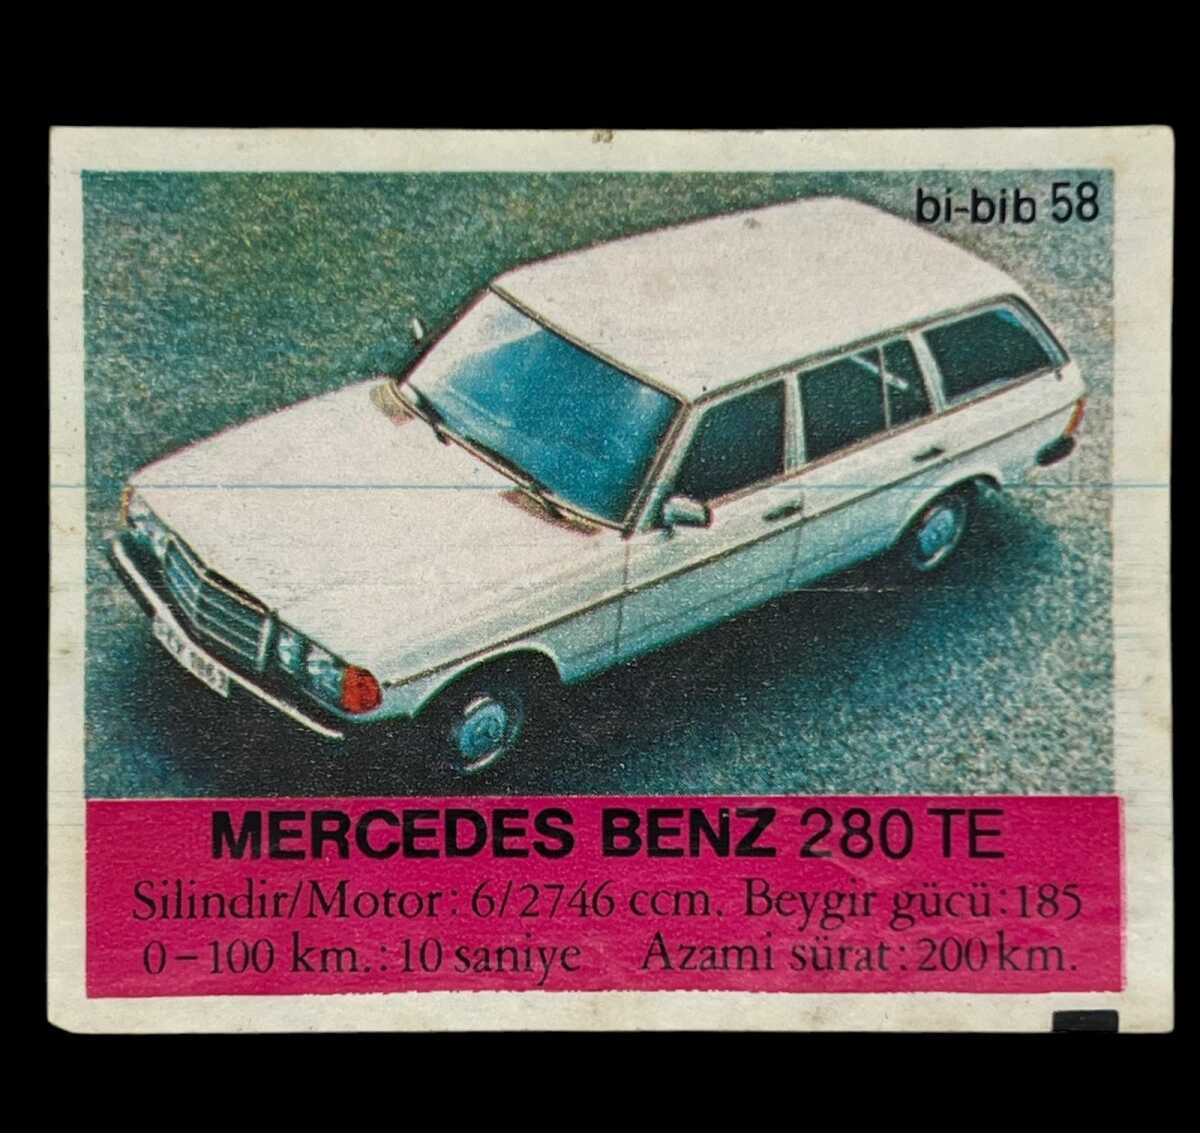 bi-bib 58
MERCEDES BENZ 280 TE
Silindir/Motor: 6/2746 ccm. Beygir gücü: 185
0-100 km.: 10 saniye Azami sürat: 200 km.